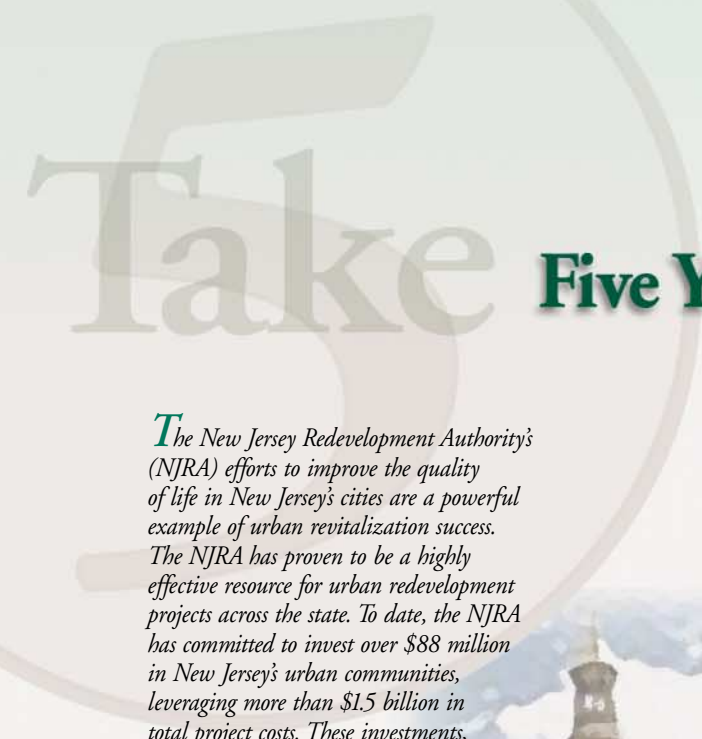 5
Take
Five Y
The New Jersey Redevelopment Authority's
(NJRA) efforts to improve the quality
of life in New Jersey's cities are a powerful
example of urban revitalization success.
The NJRA has proven to be a highly
effective resource for urban redevelopment
projects across the state. To date, the NJRA
has committed to invest over $88 million
in New Jersey's urban communities,
leveraging more than $1.5 billion in
total project costs. These investments,